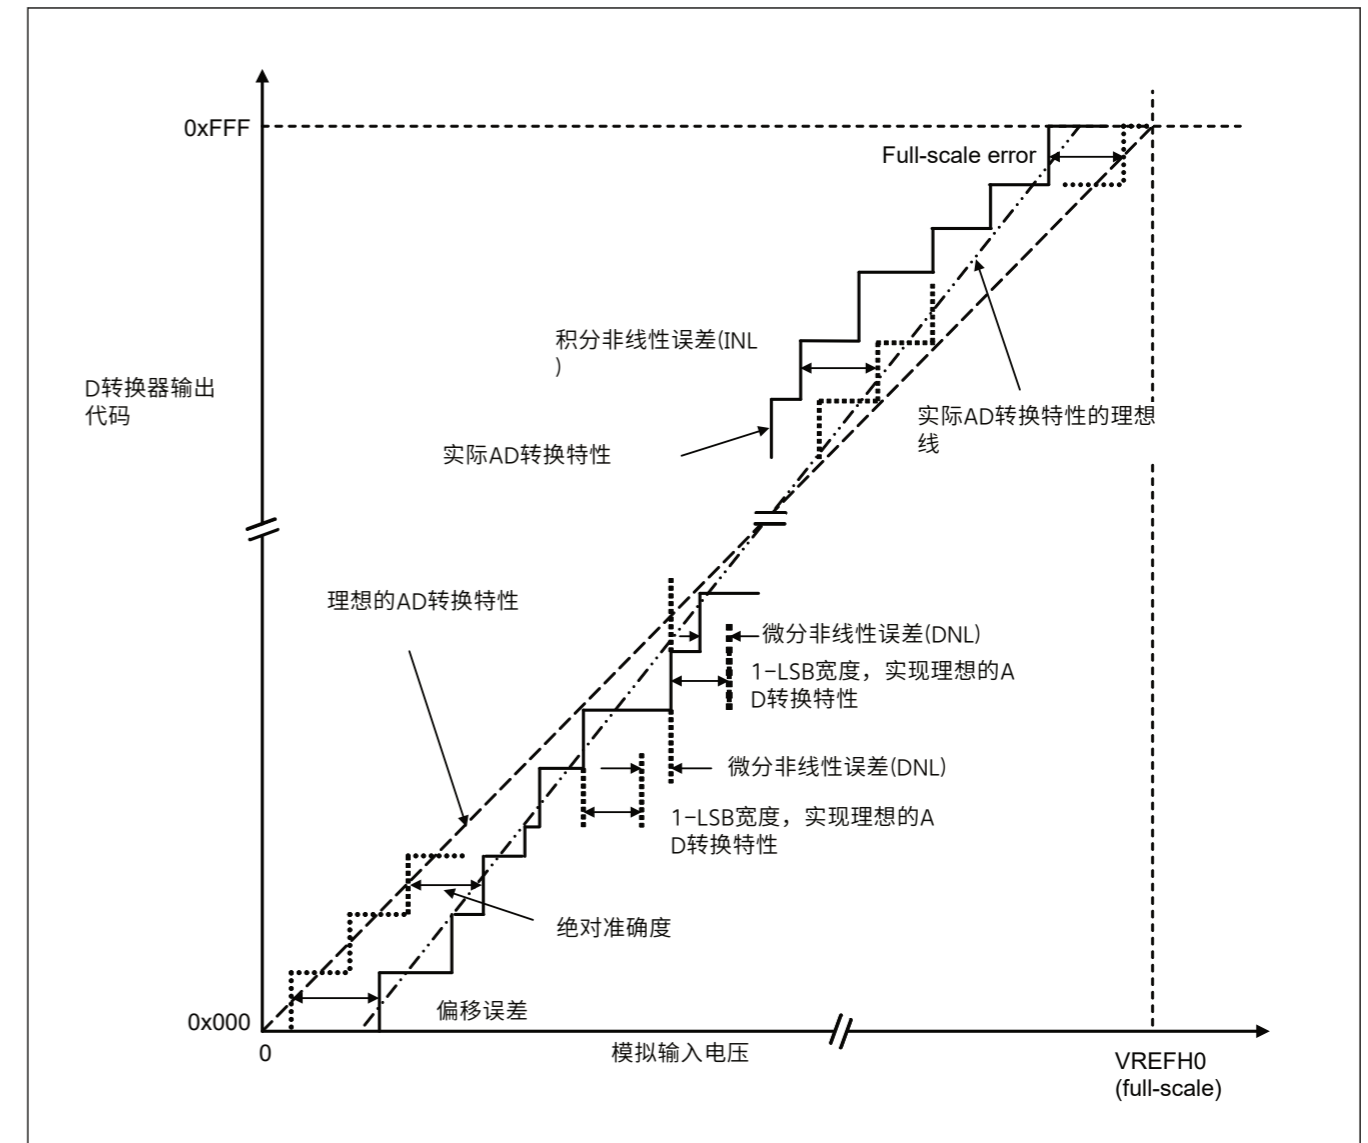 0xFFF
Full-scale error
积分非线性误差(INL
)
D转换器输出
代码
实际AD转换特性的理想
线
实际AD转换特性
理想的AD转换特性
微分非线性误差(DNL)
1-LSB宽度，实现理想的A
D转换特性
微分非线性误差(DNL)
1-LSB宽度，实现理想的A
D转换特性
绝对准确度
偏移误差
0x000
0
模拟输入电压
VREFH0
(full-scale)